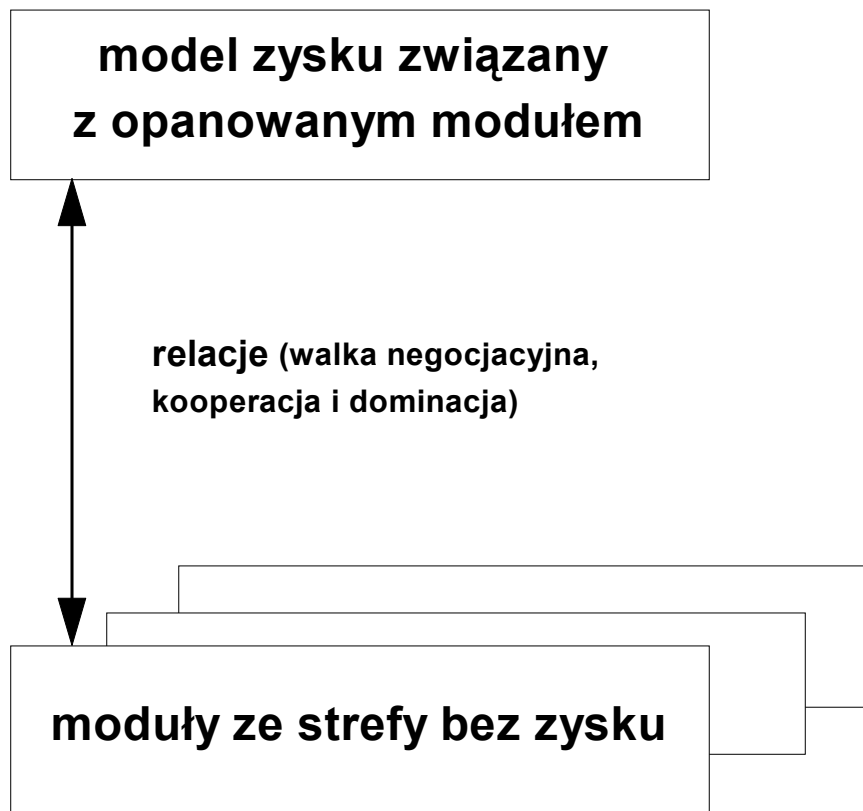 model zysku związany
z opanowanym modułem
relacje (walka negocjacyjna,
kooperacja i dominacja)
moduły ze strefy bez zysku